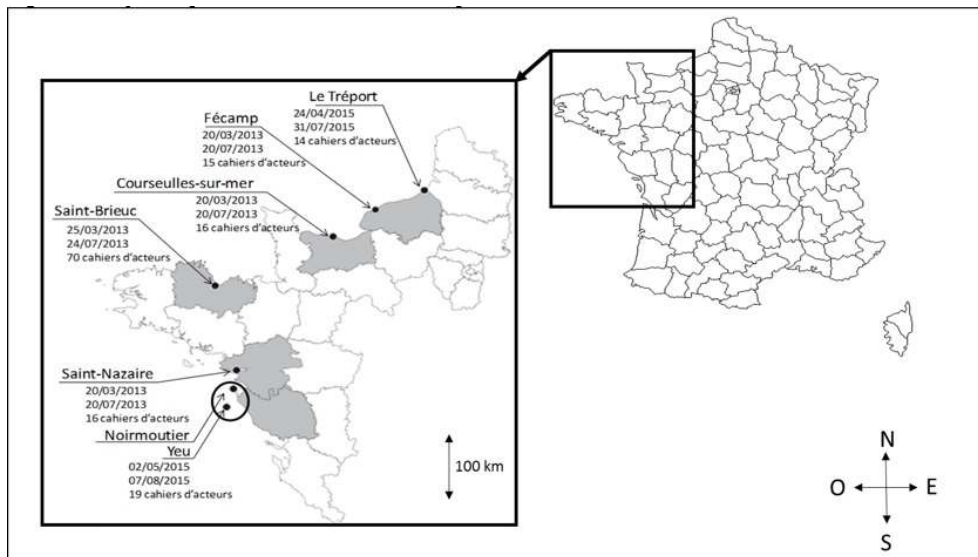 Le Tréport
24/04/2015
31/07/2015
14 cahiers d'acteurs
Fécamp
20/03/2013
20/07/2013
15 cahiers d'acteurs
Courseulles-sur-mer
20/03/2013
20/07/2013
16 cahiers d'acteurs
Saint-Brieuc
25/03/2013
24/07/2013
70 cahiers d'acteurs
Saint-Nazaire
20/03/2013
20/07/2013
16 cahiers d'acteurs
Noirmoutier
Yeu
02/05/2015
07/08/2015
19 cahiers d'acteurs
100 km
N
O E
S